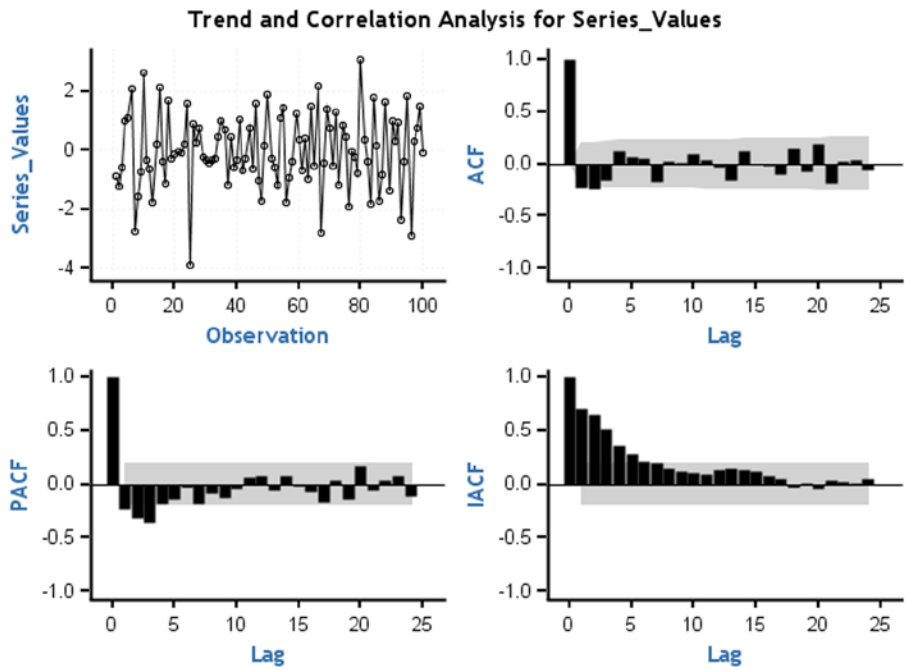 Trend and Correlation Analysis for Series_Values
Series_Values
2
0
-2
-4
0 20 40 60 80 100
Observation
ACF
1.0
0.5
0.0
-0.5
-1.0
0 5 10 15 20 25
Lag
PACF
1.0
0.5
0.0
-0.5
-1.0
0 5 10 15 20 25
Lag
IACF
1.0
0.5
0.0
-0.5
-1.0
0 5 10 15 20 25
Lag